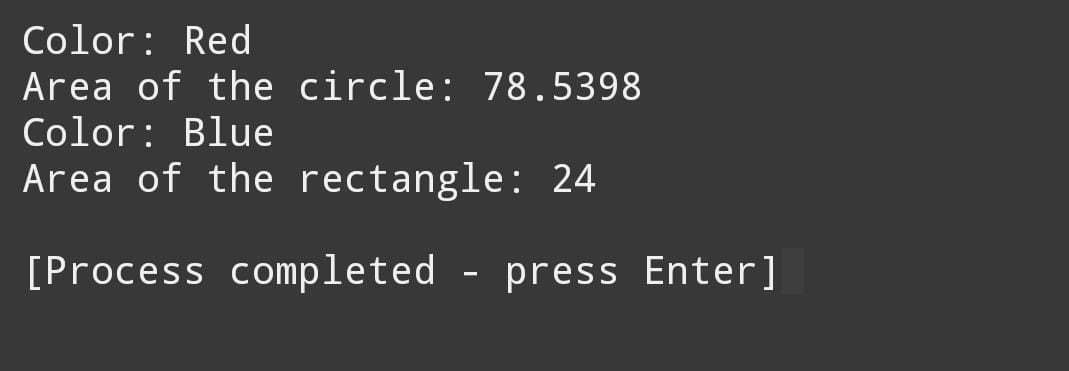 Color: Red
Area of the circle: 78.5398
Color: Blue
Area of the rectangle: 24
[Process completed - press Enter]